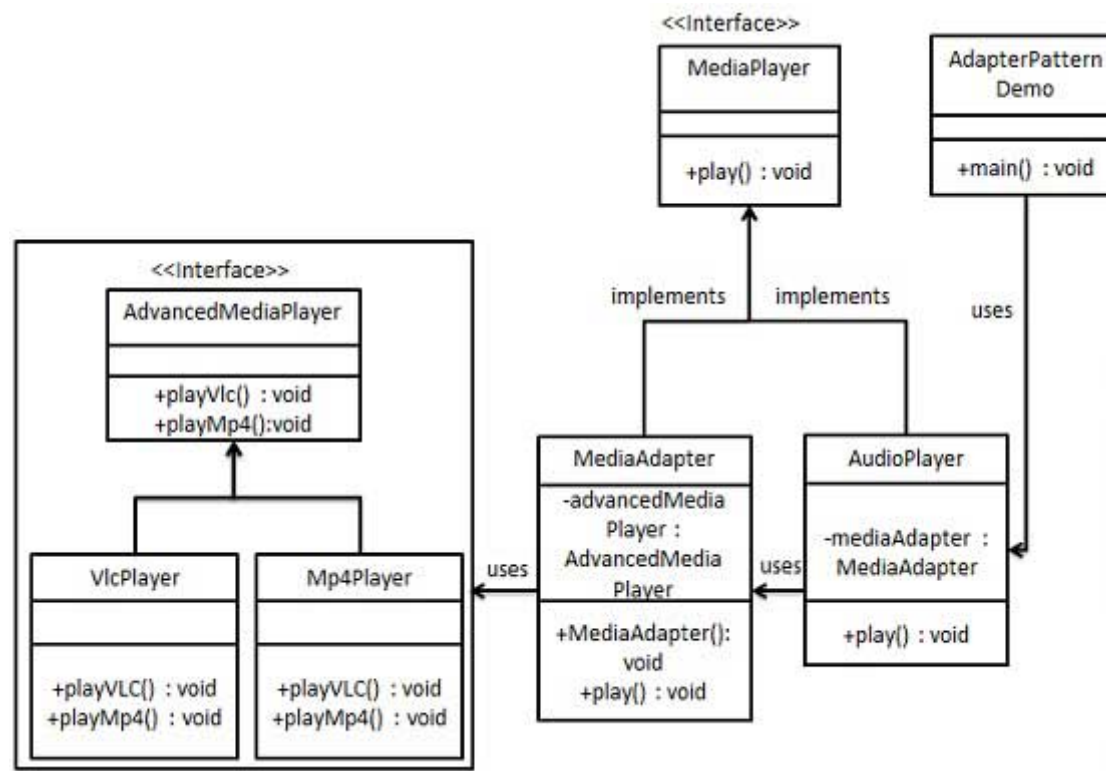 <<Interface>>
MediaPlayer
+play() : void
AdapterPattern
Demo
+main() : void
implements
implements
uses
<<Interface>>
AdvancedMediaPlayer
+playVlc() : void
+playMp4():void
VlcPlayer
+playVLC() : void
+playMp4() : void
Mp4Player
+playVLC() : void
+playMp4() : void
uses
MediaAdapter
-advancedMedia
Player :
AdvancedMedia
Player
+MediaAdapter():
void
+play() : void
uses
AudioPlayer
-mediaAdapter :
MediaAdapter
+play() : void